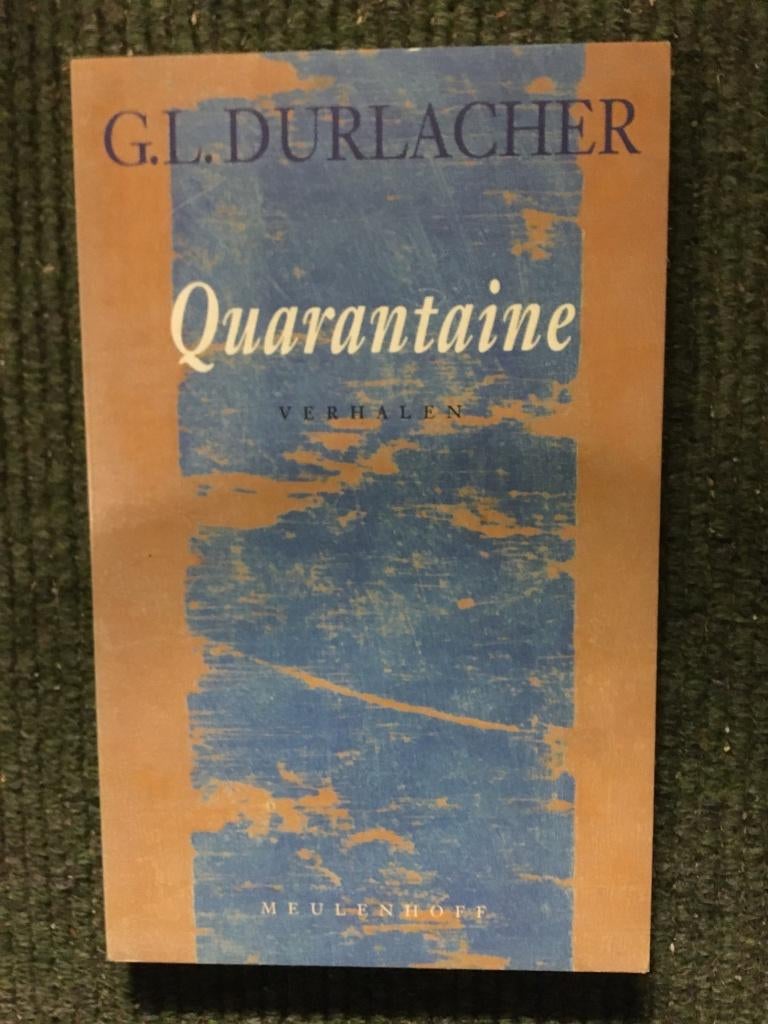 G.L. DURLACHER
Quarantaine
VERHALEN
MEULENHOFF